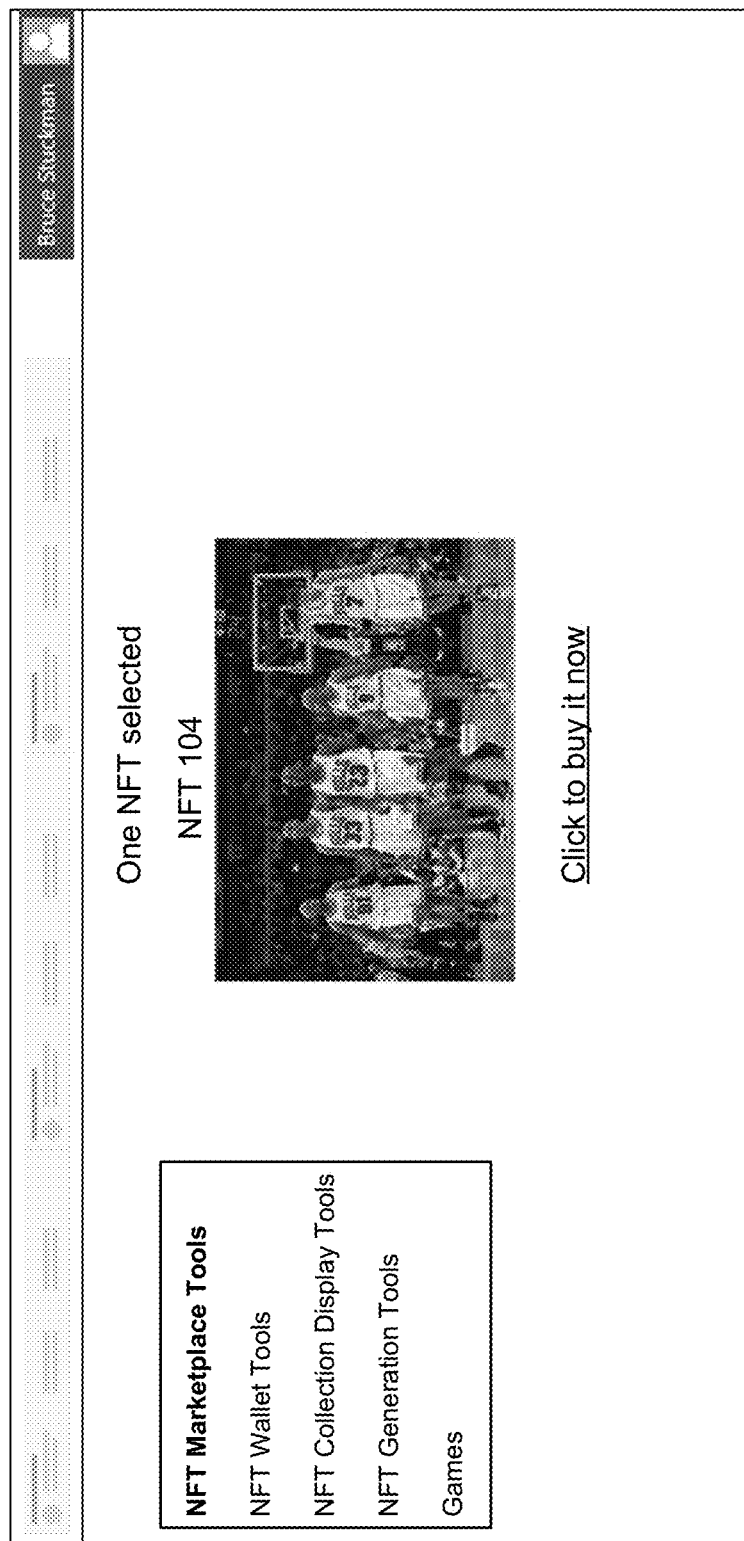 Bruce Stuckman
One NFT selected
NFT 104
NFT Marketplace Tools
NFT Wallet Tools
NFT Collection Display Tools
NFT Generation Tools
Games
Click to buy it now